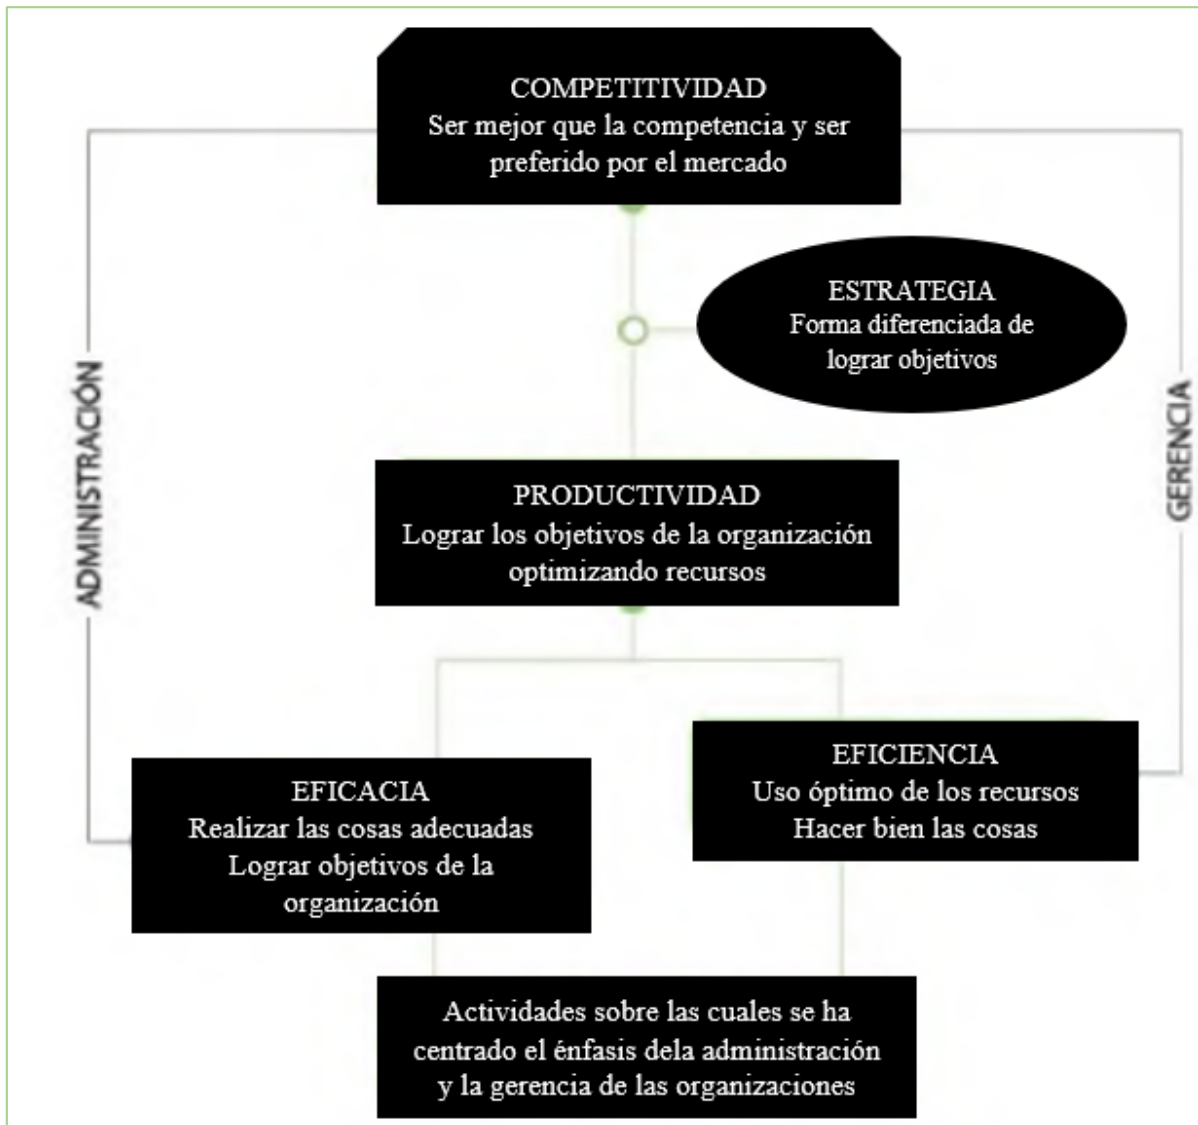 COMPETITIVIDAD
Ser mejor que la competencia y ser
preferido por el mercado
ESTRATEGIA
Forma diferenciada de
lograr objetivos
ADMINISTRACIÓN
GERENCIA
PRODUCTIVIDAD
Lograr los objetivos de la organización
optimizando recursos
EFICACIA
Realizar las cosas adecuadas
Lograr objetivos de la
organización
EFICIENCIA
Uso óptimo de los recursos
Hacer bien las cosas
Actividades sobre las cuales se ha
centrado el énfasis dela administración
y la gerencia de las organizaciones